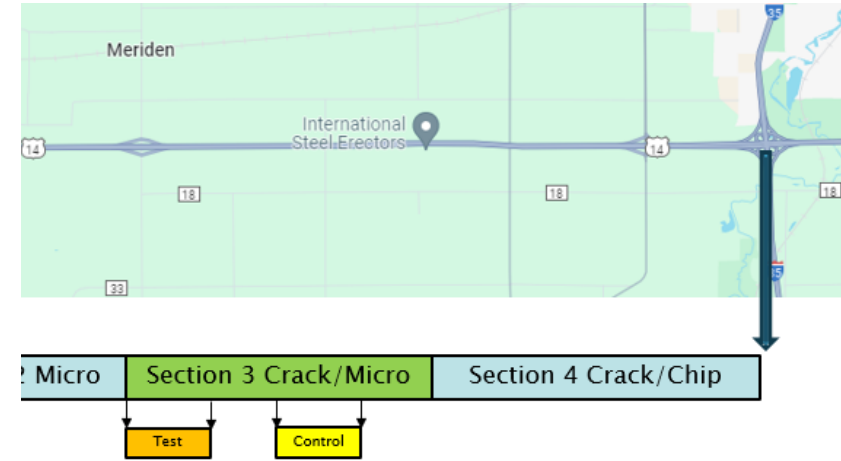 35
Meriden
International
Steel Erectors
14
14
18
18
18
35
33
2 Micro
Section 3 Crack/Micro
Section 4 Crack/Chip
Test
Control